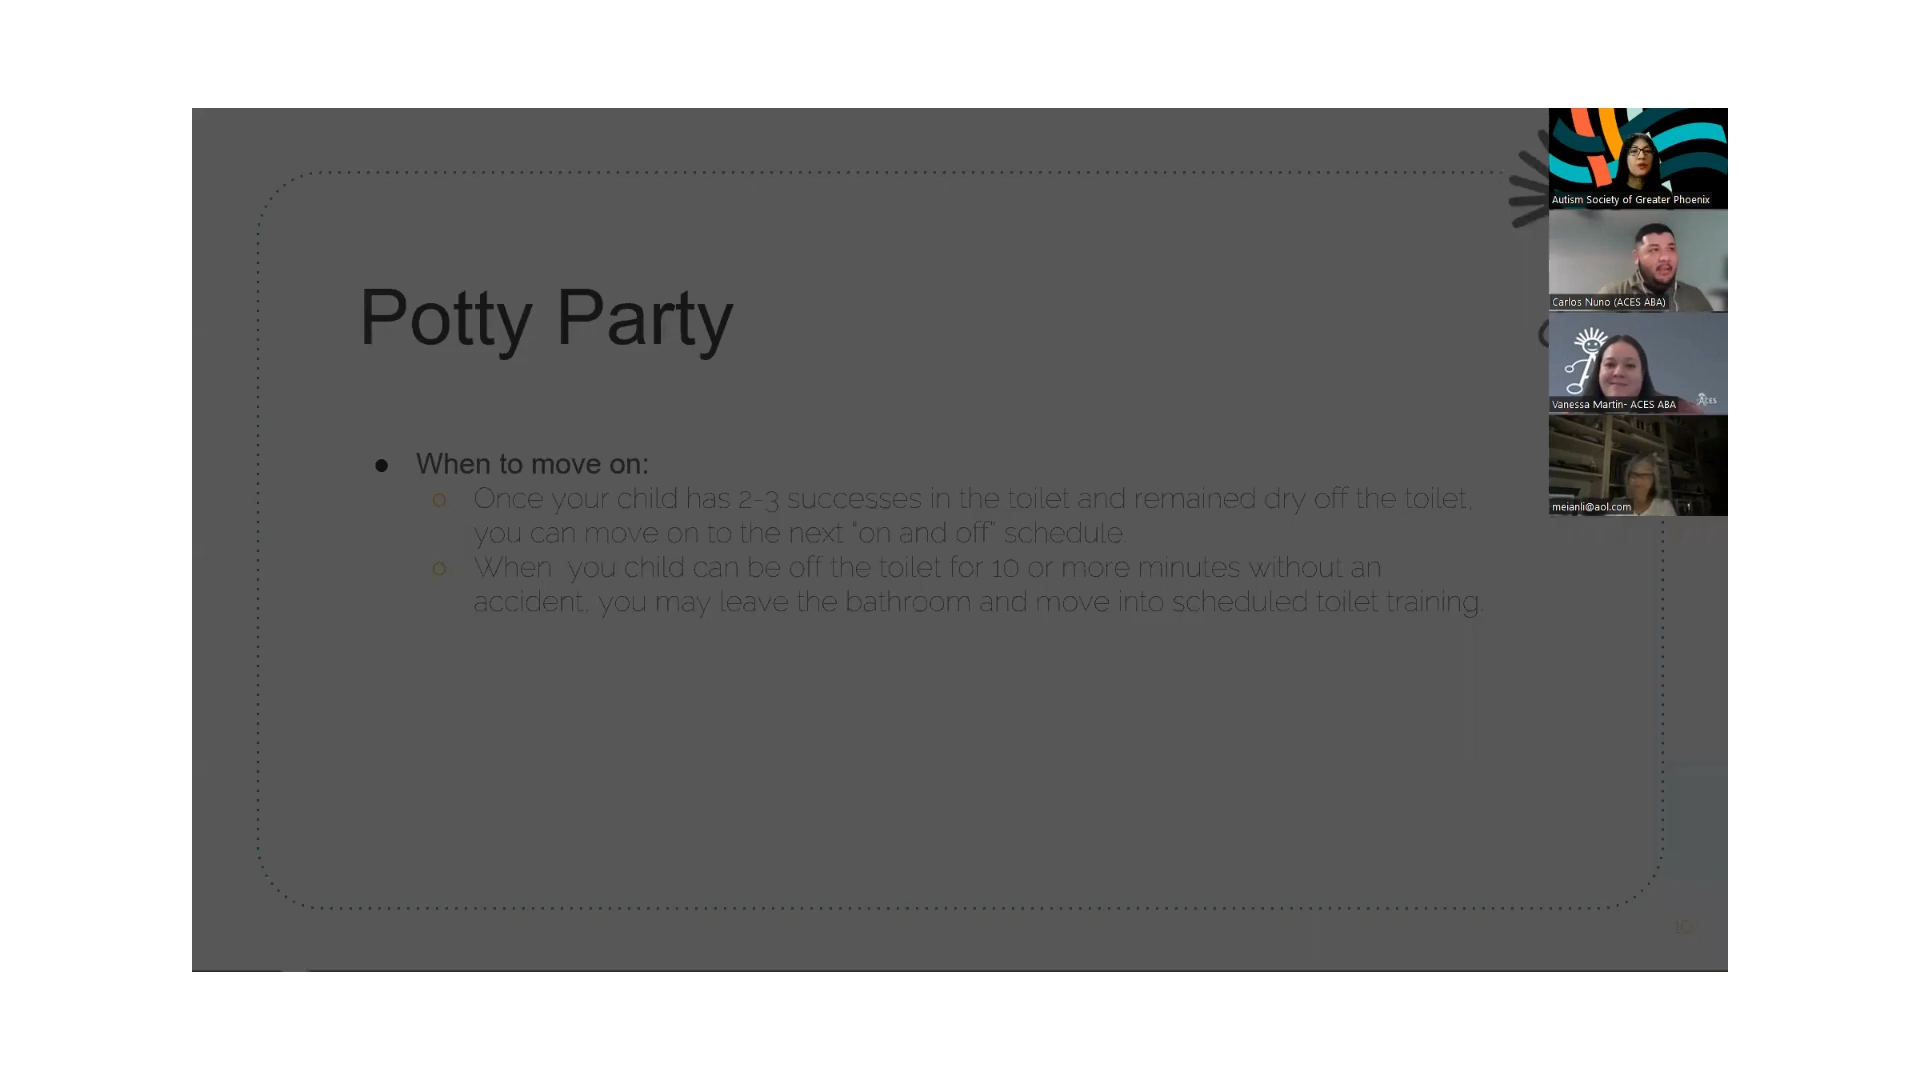 Potty Party
● When to move on:
○ Once your child has 2-3 successes in the toilet and remained dry off the toilet,
you can move on to the next “on and off” schedule
○ When you child can be off the toilet for 10 or more minutes without an
accident, you may leave the bathroom and move into scheduled toilet training.
10
Autism Society of Greater Phoenix
Carlos Nuno (ACES ABA)
Vanessa Martin- ACES ABA
ACES
meianli@aol.com